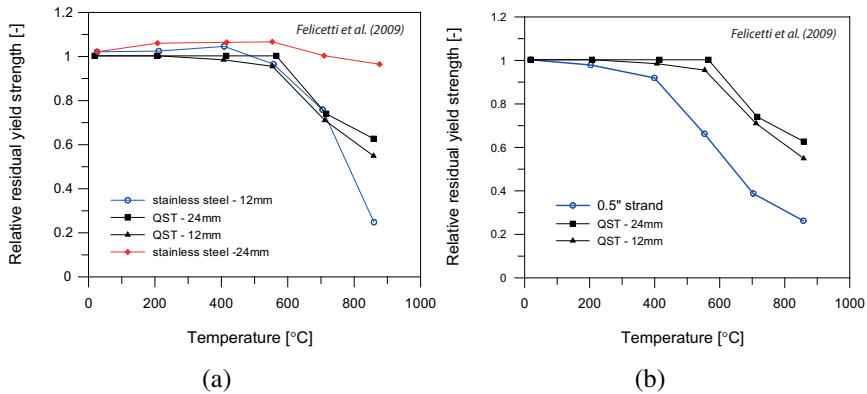 Felicetti et al. (2009)
Relative residual yield strength [-]
1.2
1
0.8
0.6
0.4
0.2
0
stainless steel - 12mm
QST - 24mm
QST - 12mm
stainless steel -24mm
0 200 400 600 800 1000
Temperature [°C]
(a)
Felicetti et al. (2009)
Relative residual yield strength [-]
1.2
1
0.8
0.6
0.4
0.2
0
0.5" strand
QST - 24mm
QST - 12mm
0 200 400 600 800 1000
Temperature [°C]
(b)